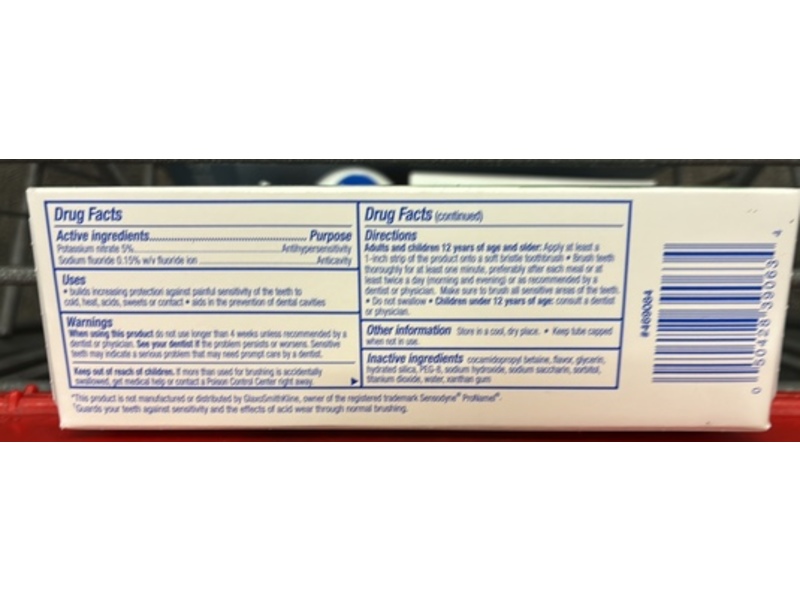 Drug Facts
Active ingredients Purpose
Potassium nitrate 5% Antihypersensitivity
Sodium fluoride 0.15% w/v fluoride ion Anticavity
Uses
• builds increasing protection against painful sensitivity of the teeth to
cold, heat, acids, sweets or contact • aids in the prevention of dental cavities
Warnings
When using this product do not use longer than 4 weeks unless recommended by a
dentist or physician. See your dentist if the problem persists or worsens. Sensitive
teeth may indicate a serious problem that may need prompt care by a dentist.
Keep out of reach of children. If more than used for brushing is accidentally
swallowed, get medical help or contact a Poison Control Center right away.
Drug Facts (continued)
Directions
Adults and children 12 years of age and older: Apply at least a
1-inch strip of the product onto a soft bristle toothbrush • Brush teeth
thoroughly for at least one minute, preferably after each meal or at
least twice a day (morning and evening) or as recommended by a
dentist or physician. Make sure to brush all sensitive areas of the teeth.
• Do not swallow • Children under 12 years of age: consult a dentist
or physician.
Other information Store in a cool, dry place. • Keep tube capped
when not in use.
Inactive ingredients cocamidopropyl betaine, flavor, glycerin,
hydrated silica, PEG-8, sodium hydroxide, sodium saccharin, sorbitol,
titanium dioxide, water, xanthan gum
*This product is not manufactured or distributed by GlaxoSmithKline, owner of the registered trademark Sensodyne® ProNamel®.
†Guards your teeth against sensitivity and the effects of acid wear through normal brushing.
#469084
0 50428 39063 4